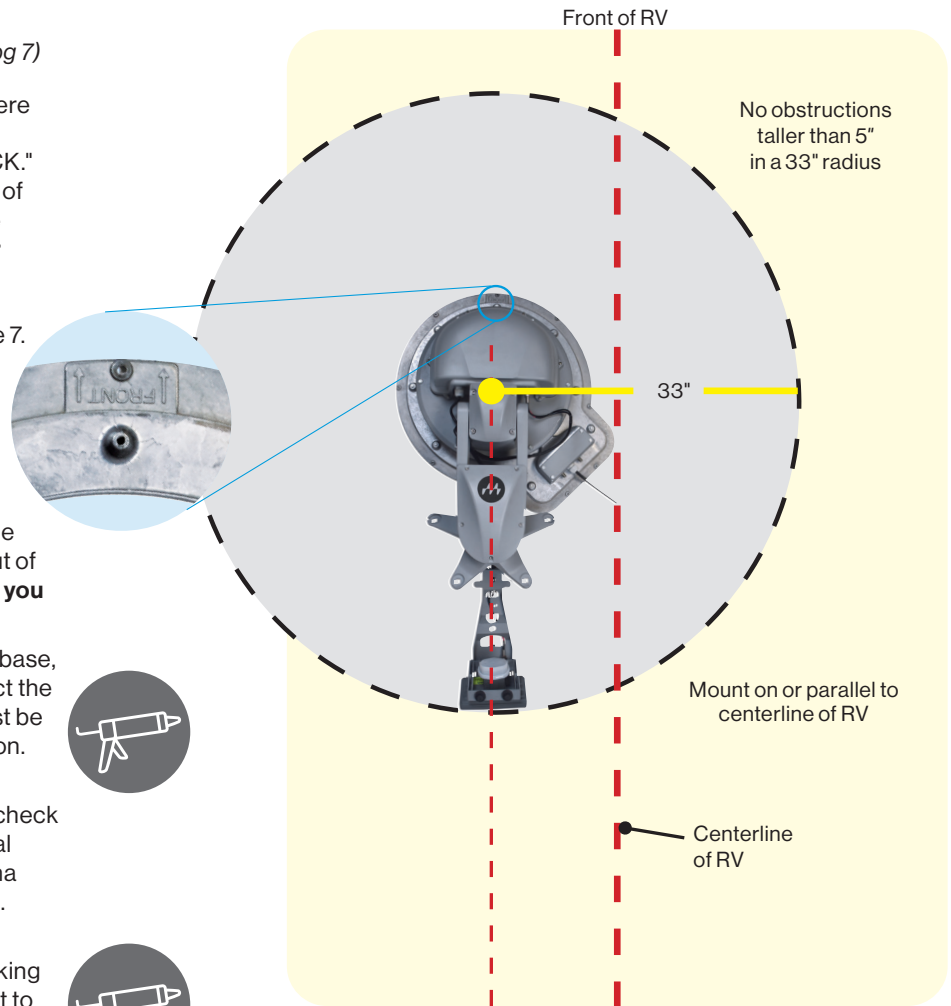 og 7)
ere
CK."
of
e 7.
e
ut of
you
base,
ct the
st be
on.
check
al
na
.
king
t to
Front of RV
No obstructions
taller than 5"
in a 33" radius
FRONT
33"
Mount on or parallel to
centerline of RV
Centerline
of RV